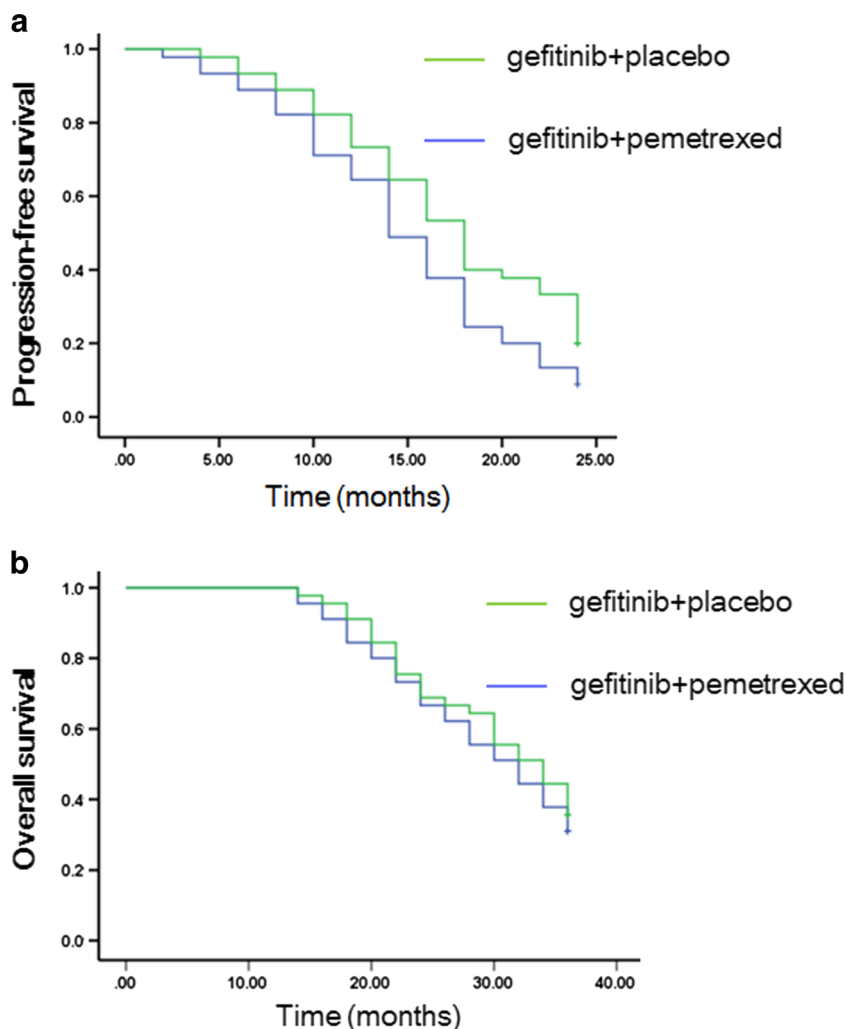 a
Progression-free survival
1.0
0.8
0.6
0.4
0.2
0.0
gefitinib+placebo
gefitinib+pemetrexed
.00 5.00 10.00 15.00 20.00 25.00
Time (months)
b
Overall survival
1.0
0.8
0.6
0.4
0.2
0.0
gefitinib+placebo
gefitinib+pemetrexed
.00 10.00 20.00 30.00 40.00
Time (months)